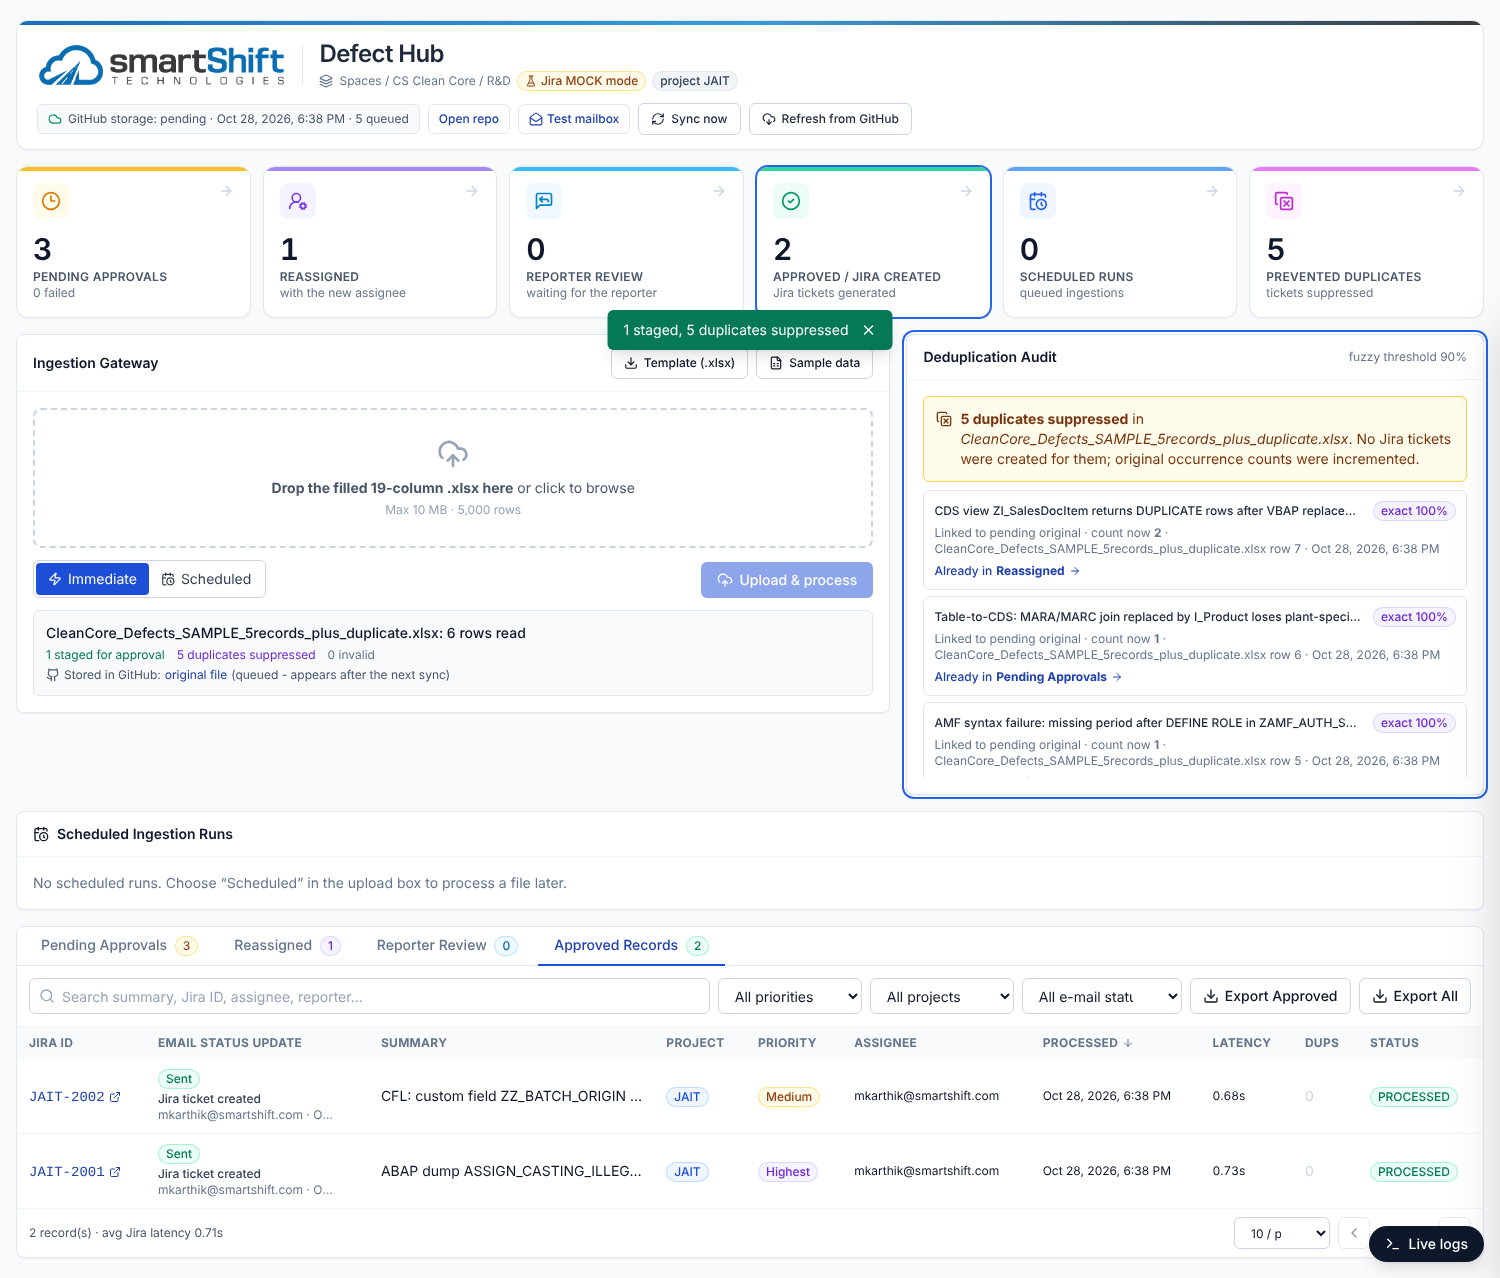 smartShift
TECHNOLOGIES
Defect Hub
Spaces / CS Clean Core / R&D
Jira MOCK mode
project JAIT
GitHub storage: pending · Oct 28, 2026, 6:38 PM · 5 queued
Open repo
Test mailbox
Sync now
Refresh from GitHub
3
PENDING APPROVALS
0 failed
1
REASSIGNED
with the new assignee
0
REPORTER REVIEW
waiting for the reporter
2
APPROVED / JIRA CREATED
Jira tickets generated
0
SCHEDULED RUNS
queued ingestions
5
PREVENTED DUPLICATES
tickets suppressed
1 staged, 5 duplicates suppressed
Ingestion Gateway
Template (.xlsx)
Sample data
Drop the filled 19-column .xlsx here or click to browse
Max 10 MB · 5,000 rows
Immediate
Scheduled
Upload & process
CleanCore_Defects_SAMPLE_5records_plus_duplicate.xlsx: 6 rows read
1 staged for approval 5 duplicates suppressed 0 invalid
Stored in GitHub: original file (queued - appears after the next sync)
Deduplication Audit
fuzzy threshold 90%
5 duplicates suppressed in
CleanCore_Defects_SAMPLE_5records_plus_duplicate.xlsx. No Jira tickets
were created for them; original occurrence counts were incremented.
CDS view ZI_SalesDocItem returns DUPLICATE rows after VBAP replace...
exact 100%
Linked to pending original · count now 2 ·
CleanCore_Defects_SAMPLE_5records_plus_duplicate.xlsx row 7 · Oct 28, 2026, 6:38 PM
Already in Reassigned
Table-to-CDS: MARA/MARC join replaced by I_Product loses plant-speci...
exact 100%
Linked to pending original · count now 1 ·
CleanCore_Defects_SAMPLE_5records_plus_duplicate.xlsx row 6 · Oct 28, 2026, 6:38 PM
Already in Pending Approvals
AMF syntax failure: missing period after DEFINE ROLE in ZAMF_AUTH_S...
exact 100%
Linked to pending original · count now 1 ·
CleanCore_Defects_SAMPLE_5records_plus_duplicate.xlsx row 5 · Oct 28, 2026, 6:38 PM
Scheduled Ingestion Runs
No scheduled runs. Choose “Scheduled” in the upload box to process a file later.
Pending Approvals 3
Reassigned 1
Reporter Review 0
Approved Records 2
Search summary, Jira ID, assignee, reporter...
All priorities
All projects
All e-mail statu
Export Approved
Export All
JIRA ID EMAIL STATUS UPDATE SUMMARY PROJECT PRIORITY ASSIGNEE PROCESSED LATENCY DUPS STATUS
Sent
Jira ticket created
mkarthik@smartshift.com · O...
JAIT-2002 CFL: custom field ZZ_BATCH_ORIGIN ... JAIT Medium mkarthik@smartshift.com Oct 28, 2026, 6:38 PM 0.68s 0 PROCESSED
Sent
Jira ticket created
mkarthik@smartshift.com · O...
JAIT-2001 ABAP dump ASSIGN_CASTING_ILLEG... JAIT Highest mkarthik@smartshift.com Oct 28, 2026, 6:38 PM 0.73s 0 PROCESSED
2 record(s) · avg Jira latency 0.71s
10 / p
Live logs